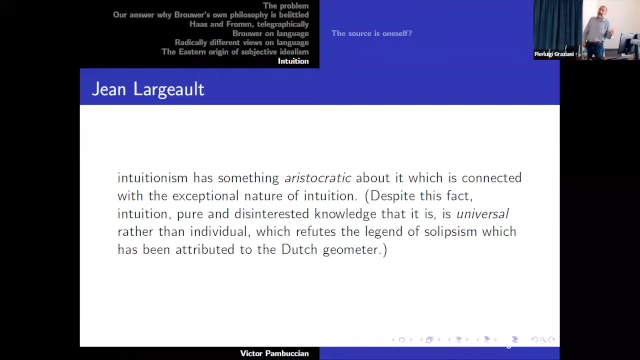 The problem
Our answer why Brouwer's own philosophy is belittled
Haas and Fromm, telegraphically
Brouwer on language
Radically different views on language
The Eastern origin of subjective idealism
Intuition
The source is oneself?
Pierluigi Graziani
Jean Largeault
intuitionism has something aristocratic about it which is connected
with the exceptional nature of intuition. (Despite this fact,
intuition, pure and disinterested knowledge that it is, is universal
rather than individual, which refutes the legend of solipsism which
has been attributed to the Dutch geometer.)
Victor Pambuccian